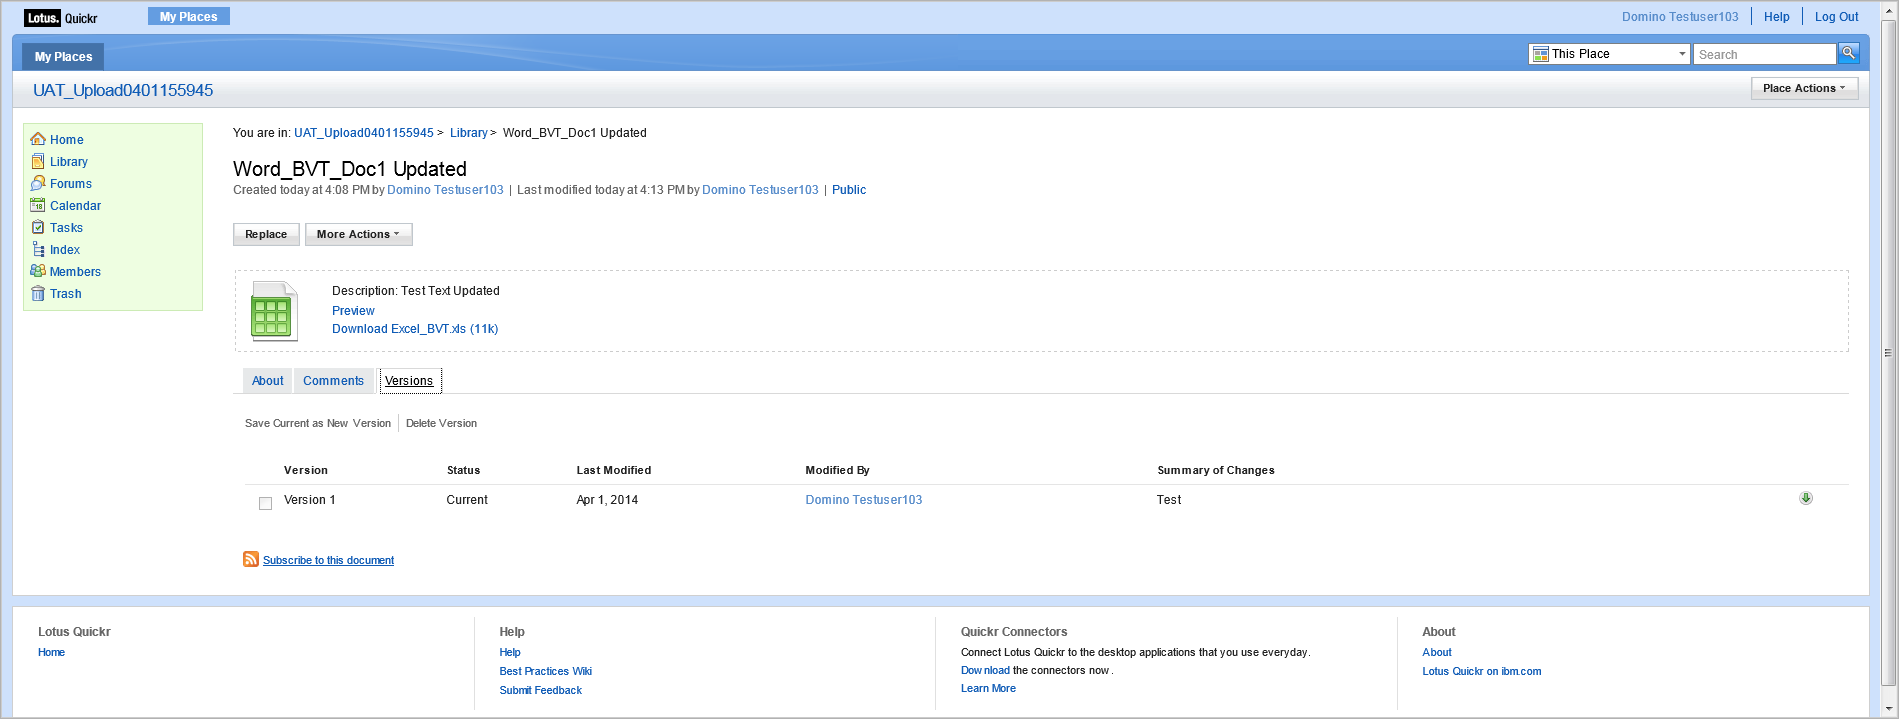 Lotus. Quickr My Places Domino Testuser103 Help Log Out
My Places This Place Search
UAT_Upload0401155945 Place Actions
Home
Library
Forums
Calendar
Tasks
Index
Members
Trash
You are in: UAT_Upload0401155945 > Library > Word_BVT_Doc1 Updated
Word_BVT_Doc1 Updated
Created today at 4:08 PM by Domino Testuser103 | Last modified today at 4:13 PM by Domino Testuser103 | Public
Replace More Actions
Description: Test Text Updated
Preview
Download Excel_BVT.xls (11k)
About Comments Versions
Save Current as New Version Delete Version
Version Status Last Modified Modified By Summary of Changes
Version 1 Current Apr 1, 2014 Domino Testuser103 Test
Subscribe to this document
Lotus Quickr
Home
Help
Help
Best Practices Wiki
Submit Feedback
Quickr Connectors
Connect Lotus Quickr to the desktop applications that you use everyday.
Download the connectors now.
Learn More
About
About
Lotus Quickr on ibm.com